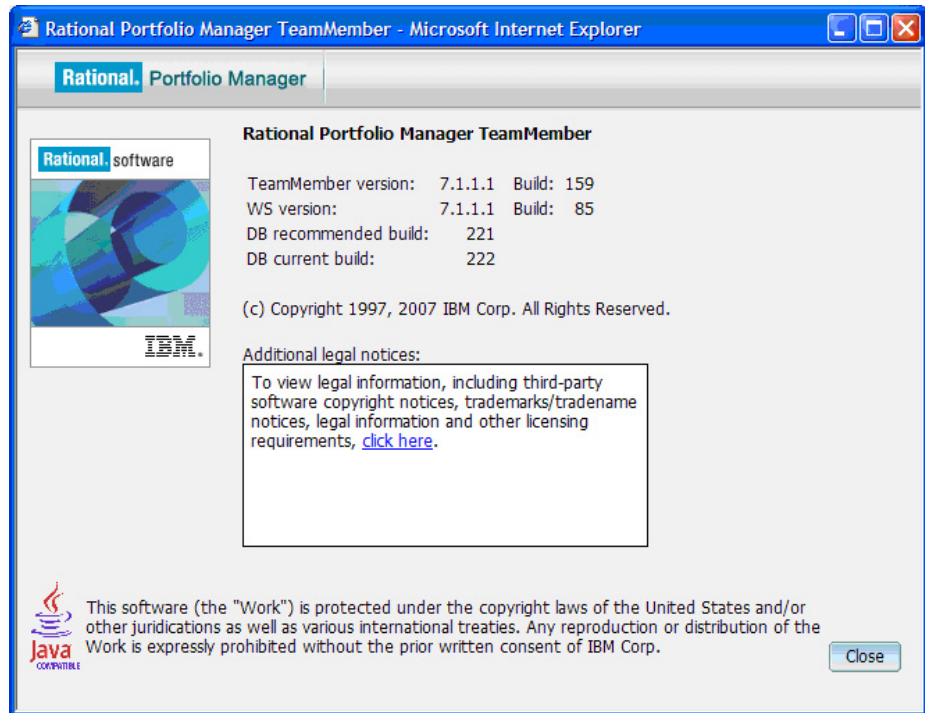 Rational Portfolio Manager TeamMember - Microsoft Internet Explorer
Rational. Portfolio Manager
Rational Portfolio Manager TeamMember
Rational. software
TeamMember version: 7.1.1.1 Build: 159
WS version: 7.1.1.1 Build: 85
DB recommended build: 221
DB current build: 222
(c) Copyright 1997, 2007 IBM Corp. All Rights Reserved.
IBM.
Additional legal notices:
To view legal information, including third-party
software copyright notices, trademarks/tradename
notices, legal information and other licensing
requirements, click here.
This software (the "Work") is protected under the copyright laws of the United States and/or
other juridications as well as various international treaties. Any reproduction or distribution of the
Work is expressly prohibited without the prior written consent of IBM Corp.
Java
COMPATIBLE
Close